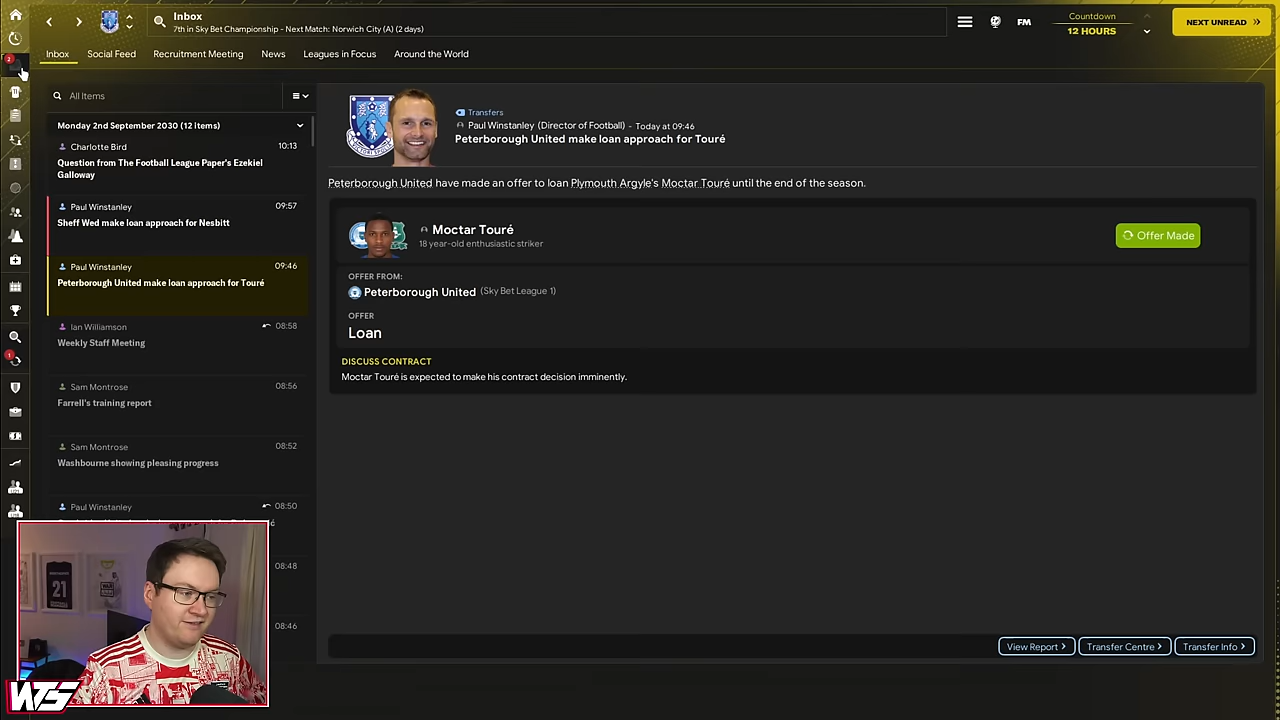 Inbox
7th in Sky Bet Championship - Next Match: Norwich City (A) (2 days)
FM
Countdown
12 HOURS
NEXT UNREAD
2
Inbox
Social Feed
Recruitment Meeting
News
Leagues in Focus
Around the World
All Items
Monday 2nd September 2030 (12 items)
Charlotte Bird
10:13
Question from The Football League Paper's Ezekiel
Galloway
Paul Winstanley
09:57
Sheff Wed make loan approach for Nesbitt
Paul Winstanley
09:46
Peterborough United make loan approach for Touré
Ian Williamson
08:58
Weekly Staff Meeting
1
Sam Montrose
08:56
Farrell's training report
Sam Montrose
08:52
Washbourne showing pleasing progress
Paul Winstanley
08:50
08:48
08:46
Transfers
Paul Winstanley (Director of Football) - Today at 09:46
Peterborough United make loan approach for Touré
Peterborough United have made an offer to loan Plymouth Argyle's Moctar Touré until the end of the season.
Moctar Touré
18 year-old enthusiastic striker
Offer Made
OFFER FROM:
Peterborough United (Sky Bet League 1)
OFFER
Loan
DISCUSS CONTRACT
Moctar Touré is expected to make his contract decision imminently.
View Report
Transfer Centre
Transfer Info
21
WTS